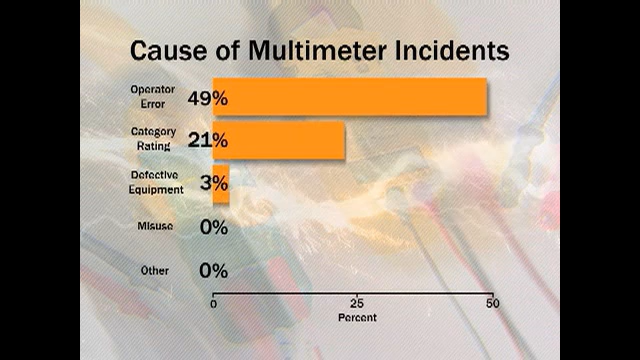 Cause of Multimeter Incidents
Operator
Error
49%
Category
Rating
21%
Defective
Equipment
3%
Misuse
0%
Other
0%
0
25
50
Percent